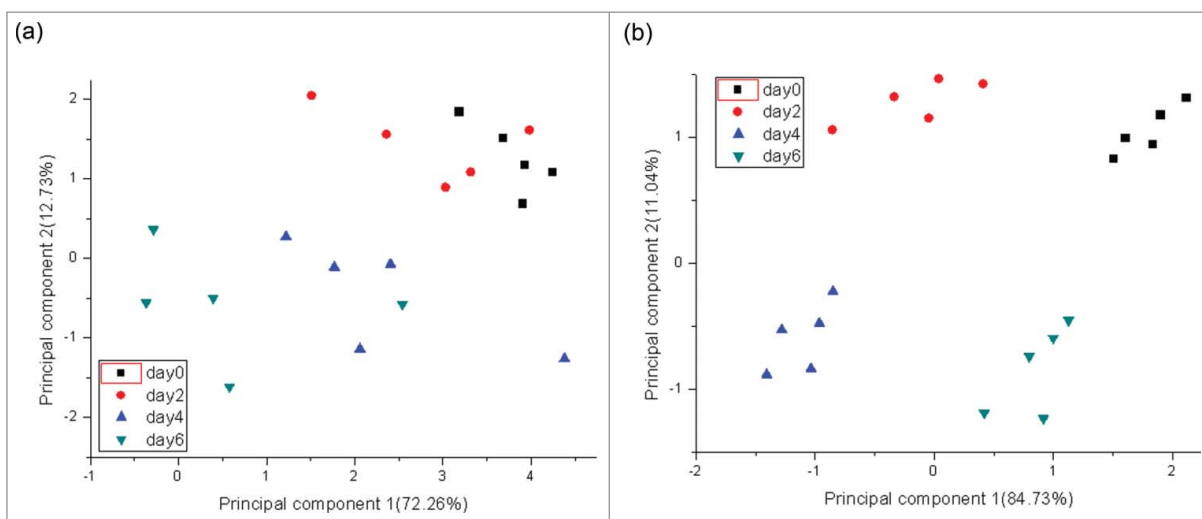 (a)
Principal component 2(12.73%)
2
1
0
-1
-2
day0
day2
day4
day6
-1
0
1
2
3
4
Principal component 1(72.26%)
(b)
Principal component 2(11.04%)
1
0
-1
day0
day2
day4
day6
-2
-1
0
1
2
Principal component 1(84.73%)